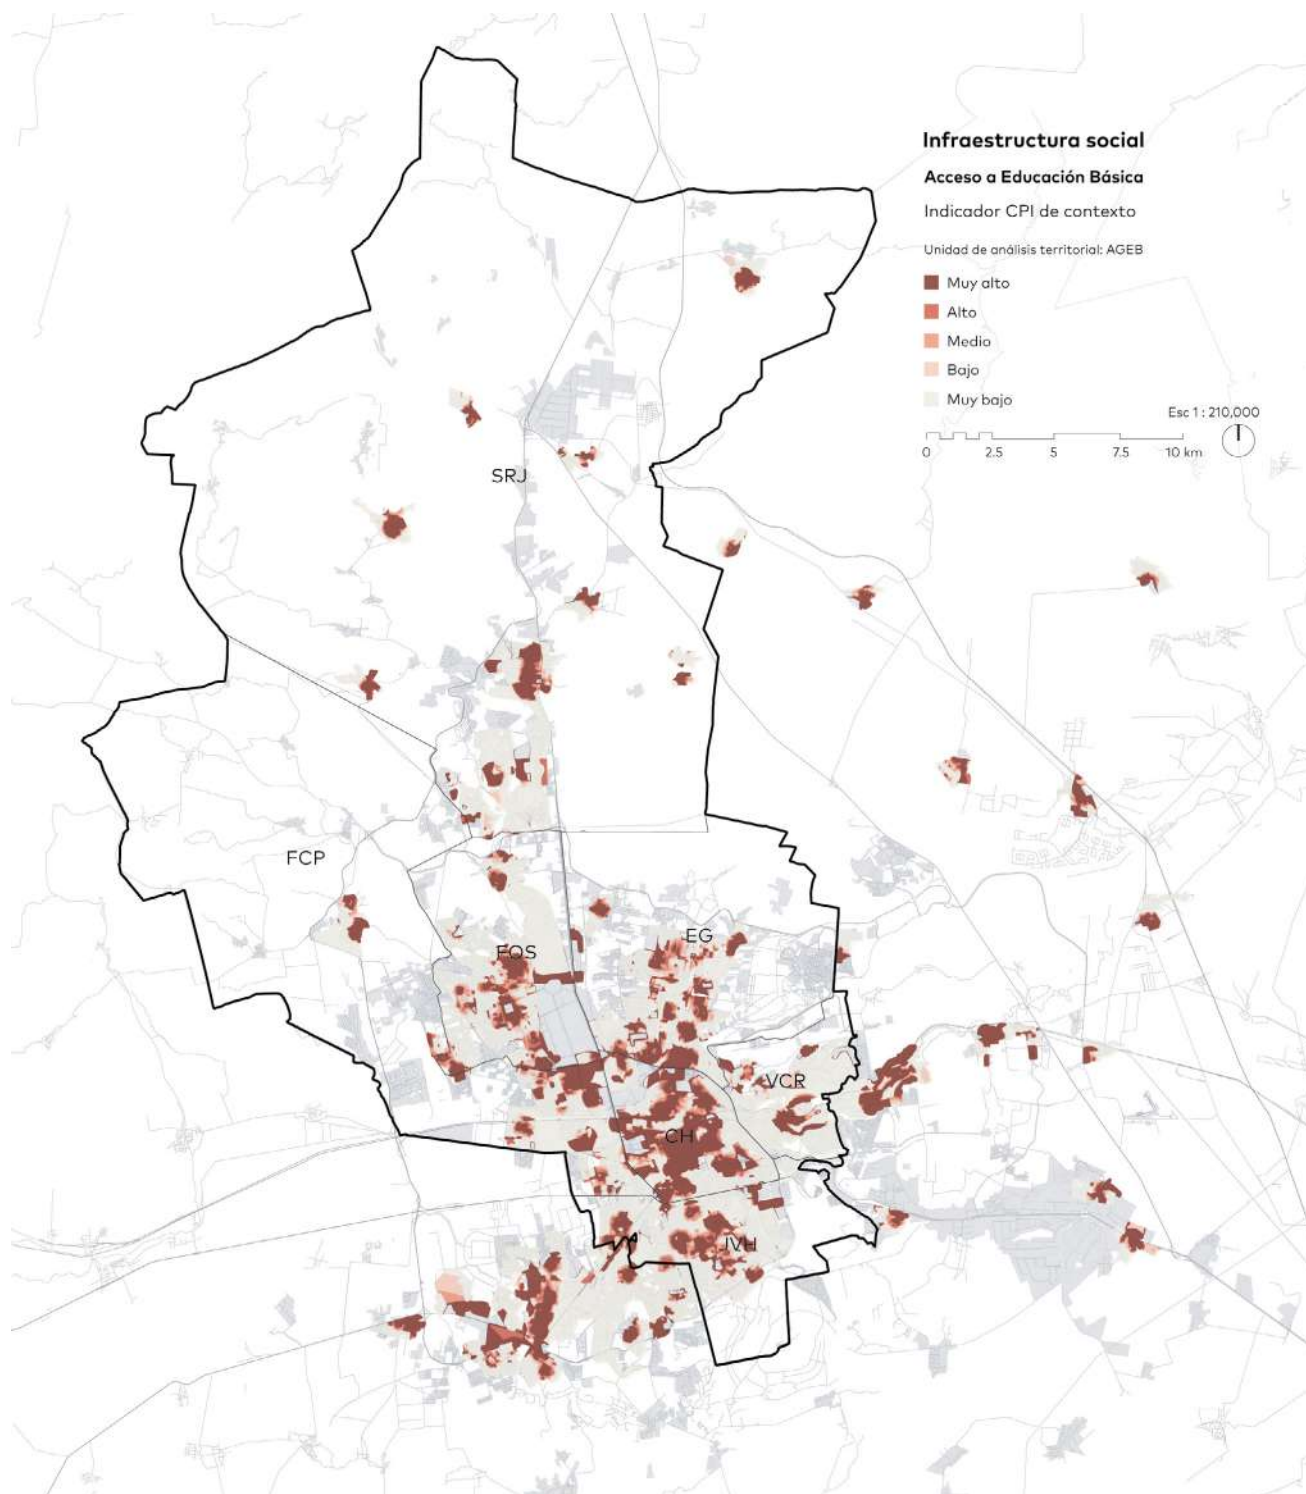 Infraestructura social
Acceso a Educación Básica
Indicador CPI de contexto
Unidad de análisis territorial: AGEB
Muy alto
Alto
Medio
Bajo
Muy bajo
Esc 1 : 210,000
0 2.5 5 7.5 10 km
SRJ
FCP
EG
FOS
VCR
CH
JVH